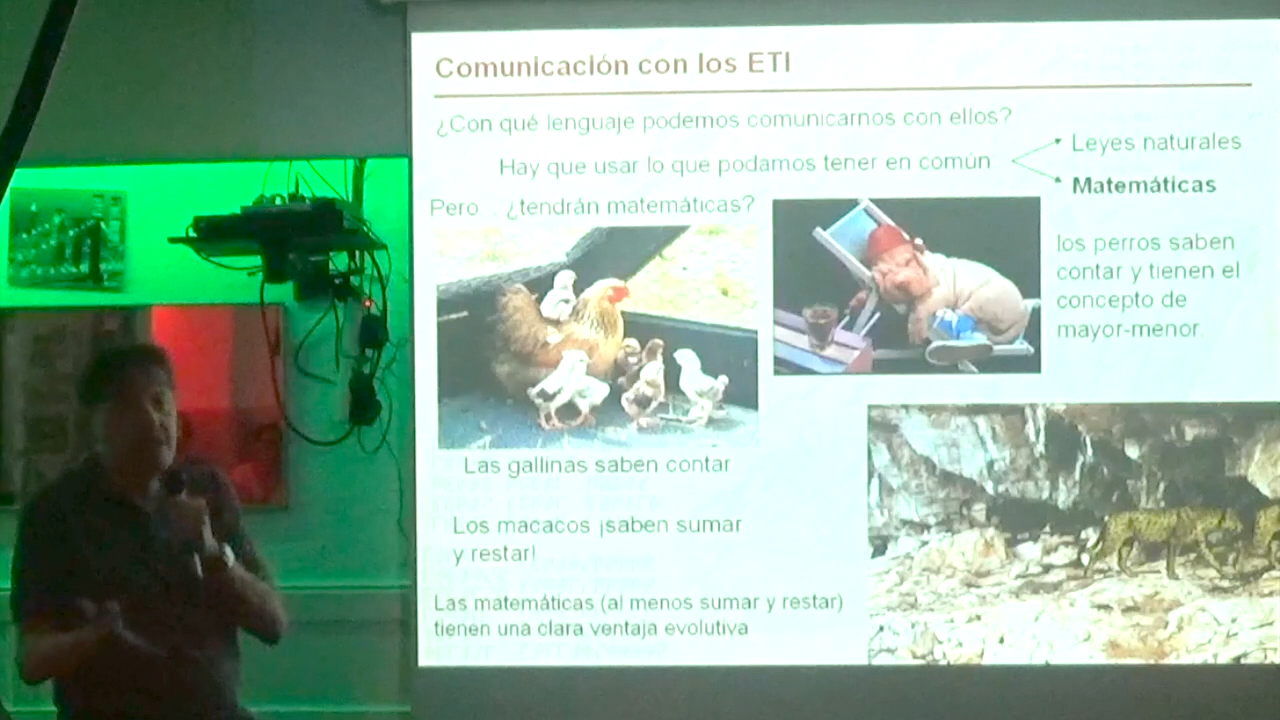 Comunicación con los ETI
¿Con qué lenguaje podemos comunicarnos con ellos?
Hay que usar lo que podamos tener en común
Leyes naturales
Matemáticas
Pero... ¿tendrán matemáticas?
los perros saben
contar y tienen el
concepto de
mayor-menor
Las gallinas saben contar
Los macacos ¡saben sumar
y restar!
Las matemáticas (al menos sumar y restar)
tienen una clara ventaja evolutiva